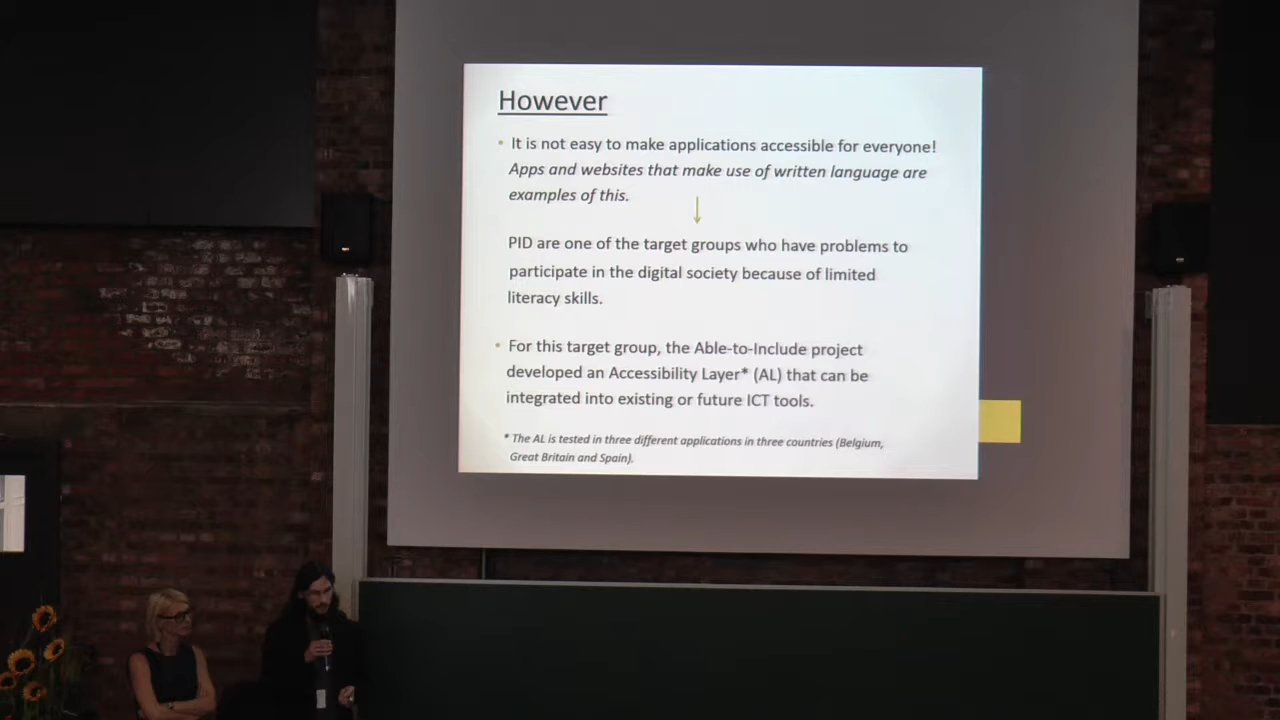 However
• It is not easy to make applications accessible for everyone!
Apps and websites that make use of written language are
examples of this.
PID are one of the target groups who have problems to
participate in the digital society because of limited
literacy skills.
• For this target group, the Able-to-Include project
developed an Accessibility Layer* (AL) that can be
integrated into existing or future ICT tools.
* The AL is tested in three different applications in three countries (Belgium,
Great Britain and Spain).